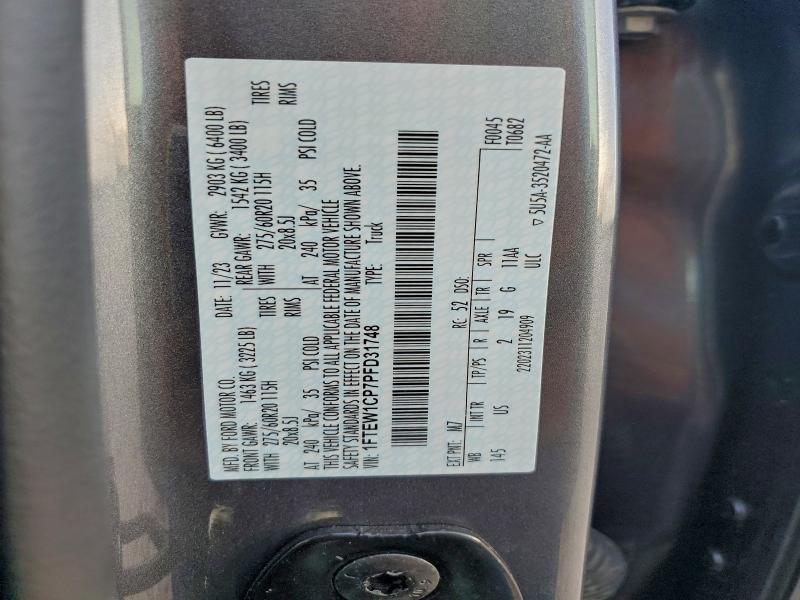 MFD. BY FORD MOTOR CO.
DATE: 11/23 GVWR: 2903 KG ( 6400 LB)
FRONT GAWR: 1463 KG ( 3225 LB) REAR GAWR: 1542 KG ( 3400 LB)
WITH 275/60R20 115H TIRES WITH 275/60R20 115H TIRES
20x8.5J RIMS 20x8.5J RIMS
AT 240 kPa/ 35 PSI COLD AT 240 kPa/ 35 PSI COLD
THIS VEHICLE CONFORMS TO ALL APPLICABLE FEDERAL MOTOR VEHICLE
SAFETY STANDARDS IN EFFECT ON THE DATE OF MANUFACTURE SHOWN ABOVE.
VIN: 1FTEW1CP7PFD31748 TYPE: Truck
EXT PNT: M7 RC: 52 DSO: F0045
WB INT TR TP/PS R AXLE TR SPR T0682
145 US 2 19 G 11AA
2202311204909 ULC
▽ 5U5A-3520472-AA